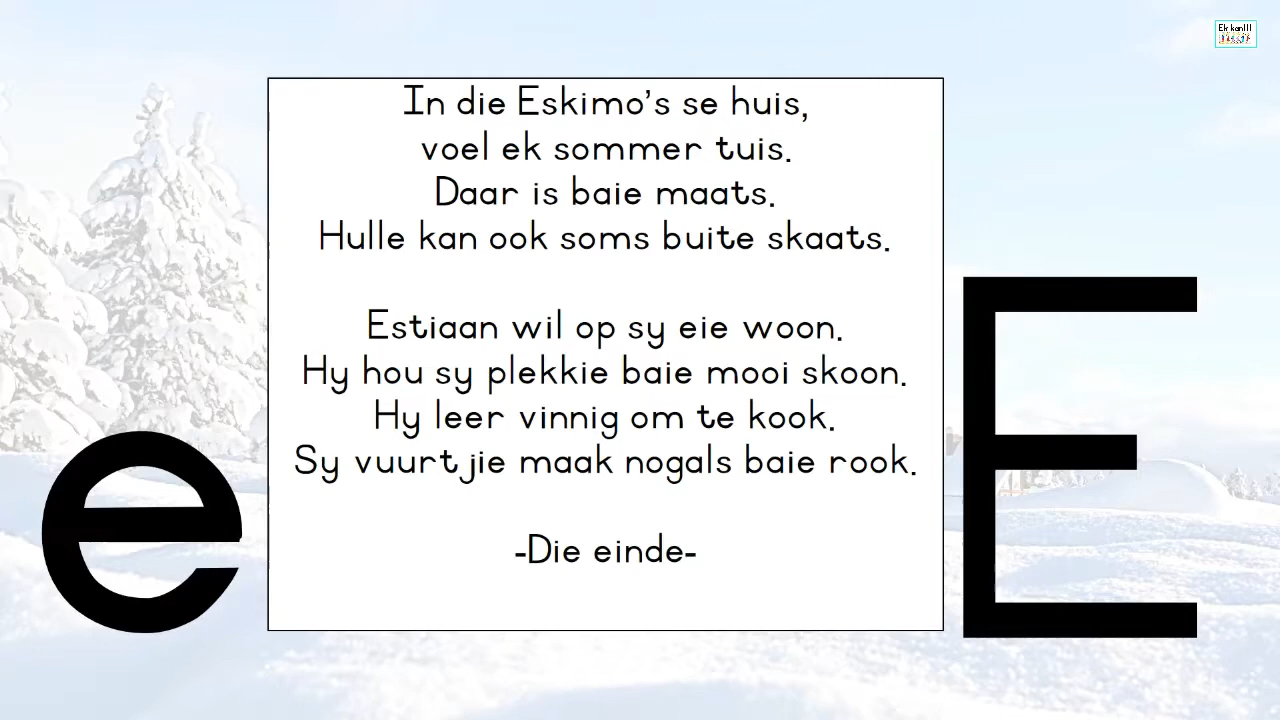 Ek kan!!!
In die Eskimo's se huis,
voel ek sommer tuis.
Daar is baie maats.
Hulle kan ook soms buite skaats.
Estiaan wil op sy eie woon.
Hy hou sy plekkie baie mooi skoon.
Hy leer vinnig om te kook.
Sy vuurtjie maak nogals baie rook.
-Die einde-
e E